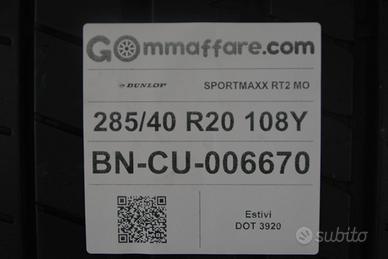 GOmmaffare.com
DUNLOP SPORTMAXX RT2 MO
285/40 R20 108Y
BN-CU-006670
Estivi
DOT 3920
subito